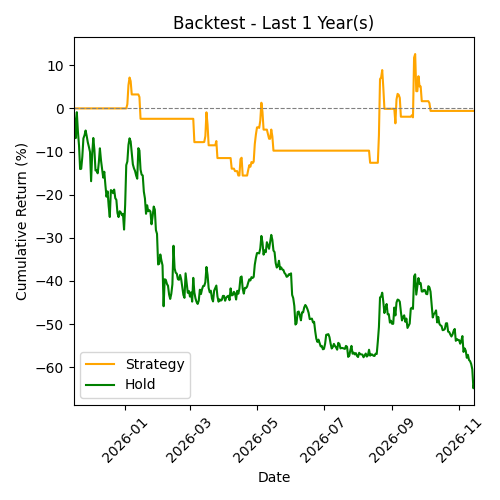 Backtest - Last 1 Year(s)
Cumulative Return (%)
10
0
−10
−20
−30
−40
−50
−60
Strategy
Hold
2026-01
2026-03
2026-05
2026-07
2026-09
2026-11
Date